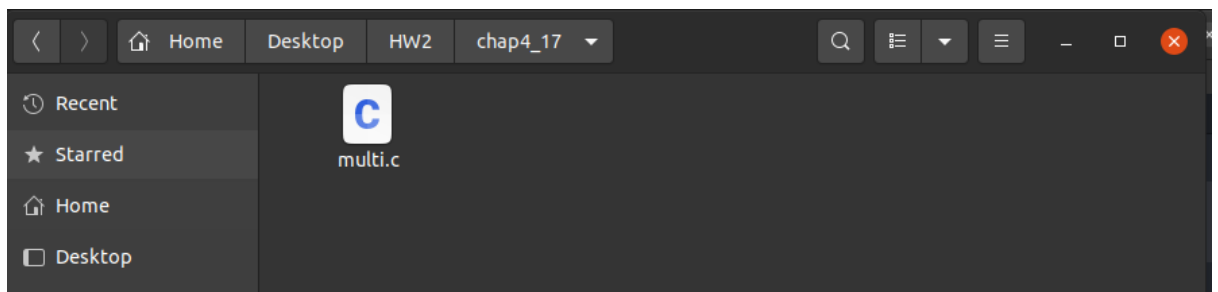 Home Desktop HW2 chap4_17
Recent
Starred
Home
Desktop
C
multi.c